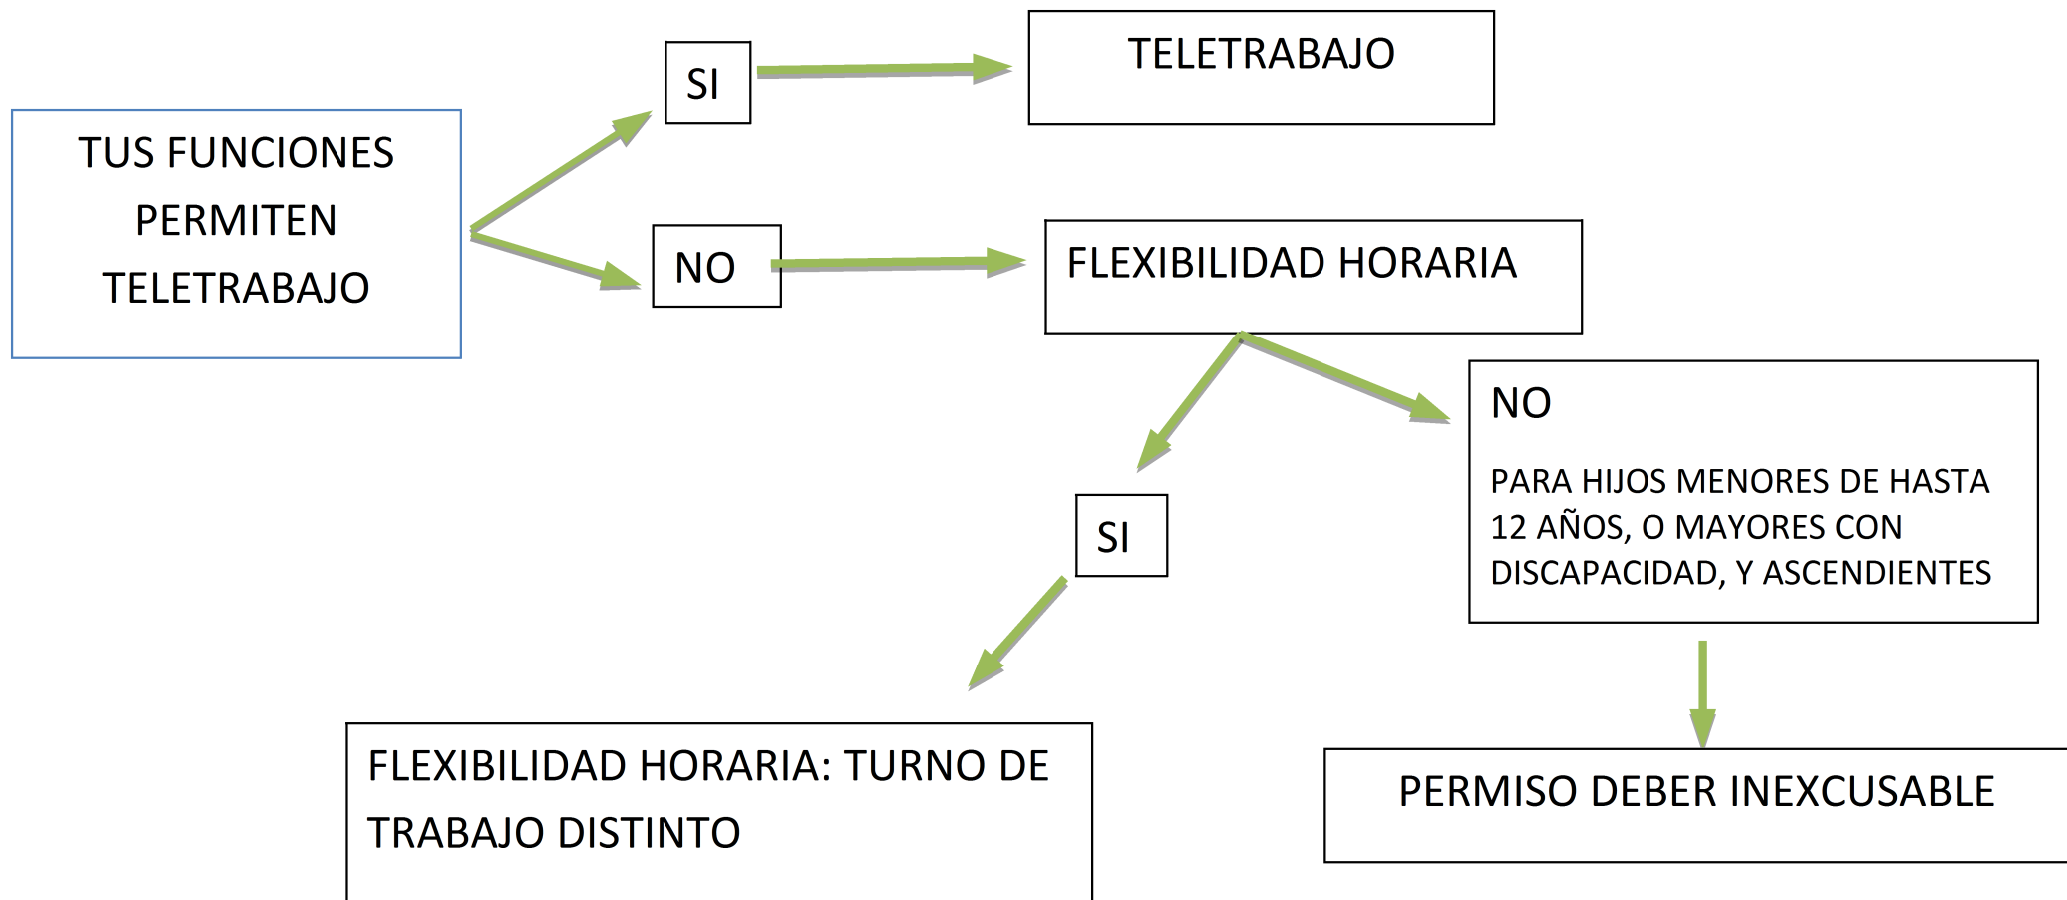 SI
TELETRABAJO
TUS FUNCIONES
PERMITEN
TELETRABAJO
NO
FLEXIBILIDAD HORARIA
NO
PARA HIJOS MENORES DE HASTA
12 AÑOS, O MAYORES CON
DISCAPACIDAD, Y ASCENDIENTES
SI
FLEXIBILIDAD HORARIA: TURNO DE
TRABAJO DISTINTO
PERMISO DEBER INEXCUSABLE